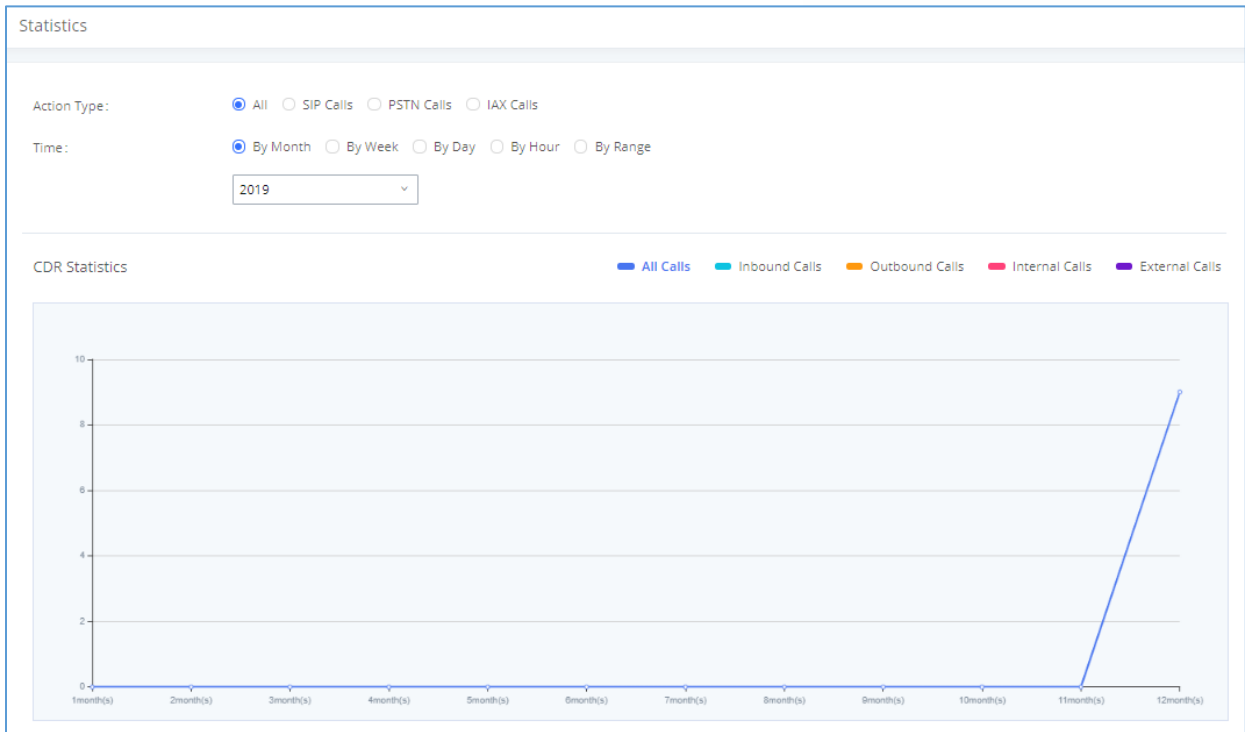 Statistics
Action Type : All SIP Calls PSTN Calls IAX Calls
Time : By Month By Week By Day By Hour By Range
2019
CDR Statistics All Calls Inbound Calls Outbound Calls Internal Calls External Calls
10
8
6
4
2
0
1month(s) 2month(s) 3month(s) 4month(s) 5month(s) 6month(s) 7month(s) 8month(s) 9month(s) 10month(s) 11month(s) 12month(s)